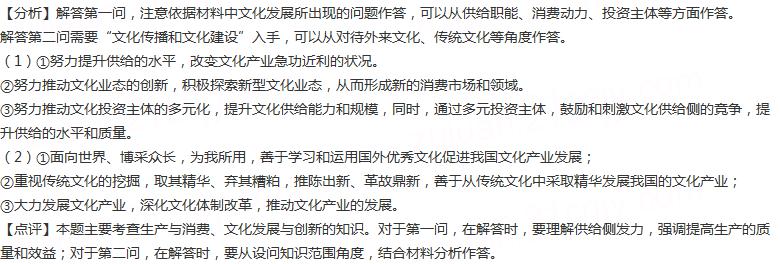 【分析】解答第一问，注意依据材料中文化发展所出现的问题作答，可以从供给职能、消费动力、投资主体等方面作答。
解答第二问需要“文化传播和文化建设”入手，可以从对待外来文化、传统文化等角度作答。
（1）①努力提升供给的水平，改变文化产业急功近利的状况。
②努力推动文化业态的创新，积极探索新型文化业态，从而形成新的消费市场和领域。
③努力推动文化投资主体的多元化，提升文化供给能力和规模，同时，通过多元投资主体，鼓励和刺激文化供给侧的竞争，提
升供给的水平和质量。
（2）①面向世界、博采众长，为我所用，善于学习和运用国外优秀文化促进我国文化产业发展；
②重视传统文化的挖掘，取其精华、弃其糟粕，推陈出新、革故鼎新，善于从传统文化中采取精华发展我国的文化产业；
③大力发展文化产业，深化文化体制改革，推动文化产业的发展。
【点评】本题主要考查生产与消费、文化发展与创新的知识。对于第一问，在解答时，要理解供给侧发力，强调提高生产的质
量和效益；对于第二问，在解答时，要从设问知识范围角度，结合材料分析作答。